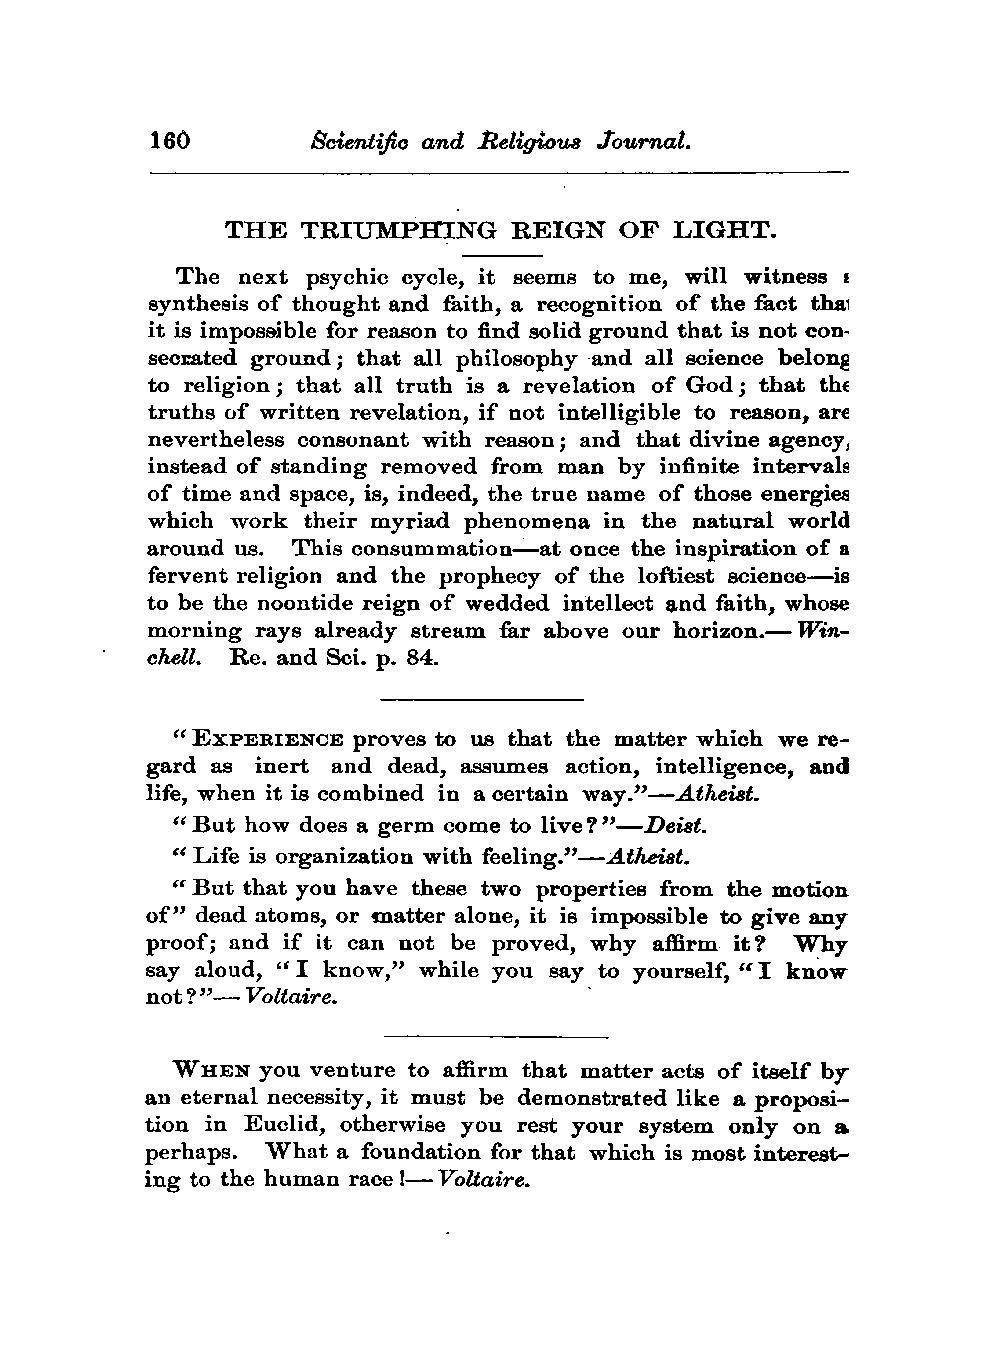 160 Scientific and Religious Journal.
THE TRIUMPHING REIGN OF LIGHT.
The next psychic cycle, it seems to me, will witness a
synthesis of thought and faith, a recognition of the fact that
it is impossible for reason to find solid ground that is not con-
secrated ground; that all philosophy and all science belong
to religion; that all truth is a revelation of God; that the
truths of written revelation, if not intelligible to reason, are
nevertheless consonant with reason; and that divine agency,
instead of standing removed from man by infinite intervals
of time and space, is, indeed, the true name of those energies
which work their myriad phenomena in the natural world
around us. This consummation—at once the inspiration of a
fervent religion and the prophecy of the loftiest science—is
to be the noontide reign of wedded intellect and faith, whose
morning rays already stream far above our horizon.—Win-
chell. Re. and Sci. p. 84.
"EXPERIENCE proves to us that the matter which we re-
gard as inert and dead, assumes action, intelligence, and
life, when it is combined in a certain way."—Atheist.
"But how does a germ come to live?"—Deist.
"Life is organization with feeling."—Atheist.
"But that you have these two properties from the motion
of" dead atoms, or matter alone, it is impossible to give any
proof; and if it can not be proved, why affirm it? Why
say aloud, "I know," while you say to yourself, "I know
not?"—Voltaire.
WHEN you venture to affirm that matter acts of itself by
an eternal necessity, it must be demonstrated like a proposi-
tion in Euclid, otherwise you rest your system only on a
perhaps. What a foundation for that which is most interest-
ing to the human race!—Voltaire.